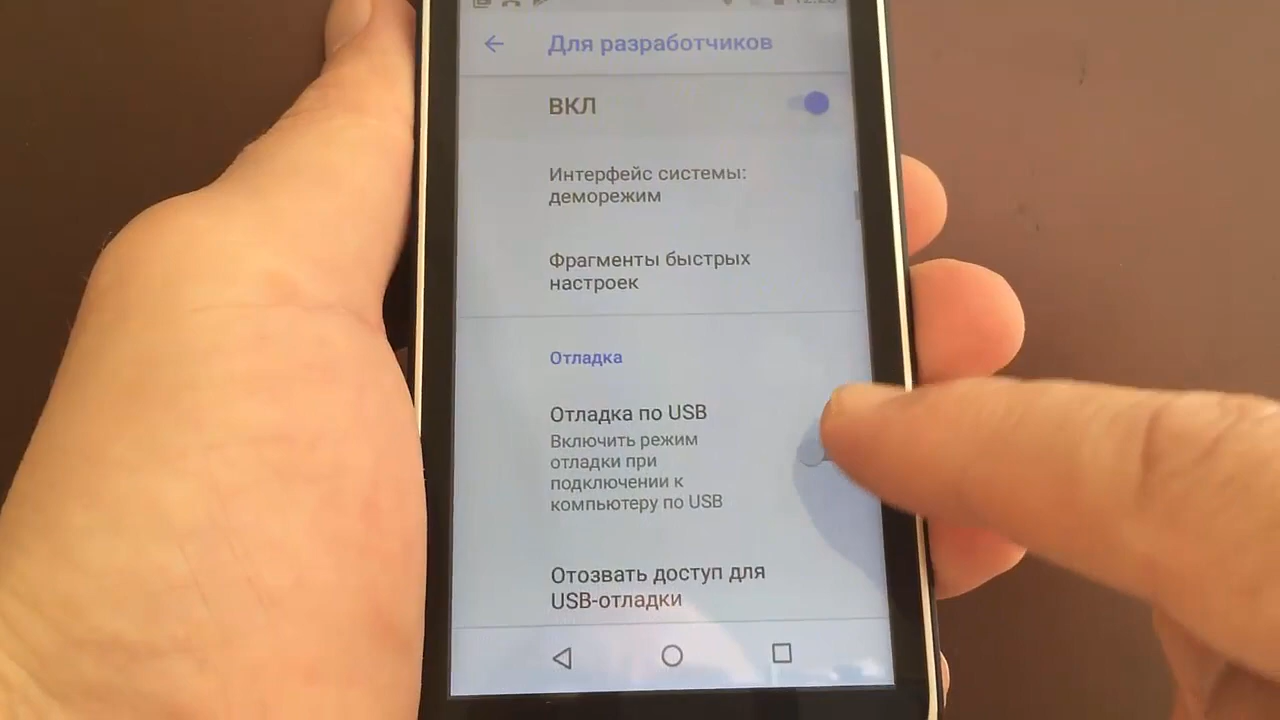 Для разработчиков
ВКЛ
Интерфейс системы:
деморежим
Фрагменты быстрых
настроек
Отладка
Отладка по USB
Включить режим
отладки при
подключении к
компьютеру по USB
Отозвать доступ для
USB-отладки